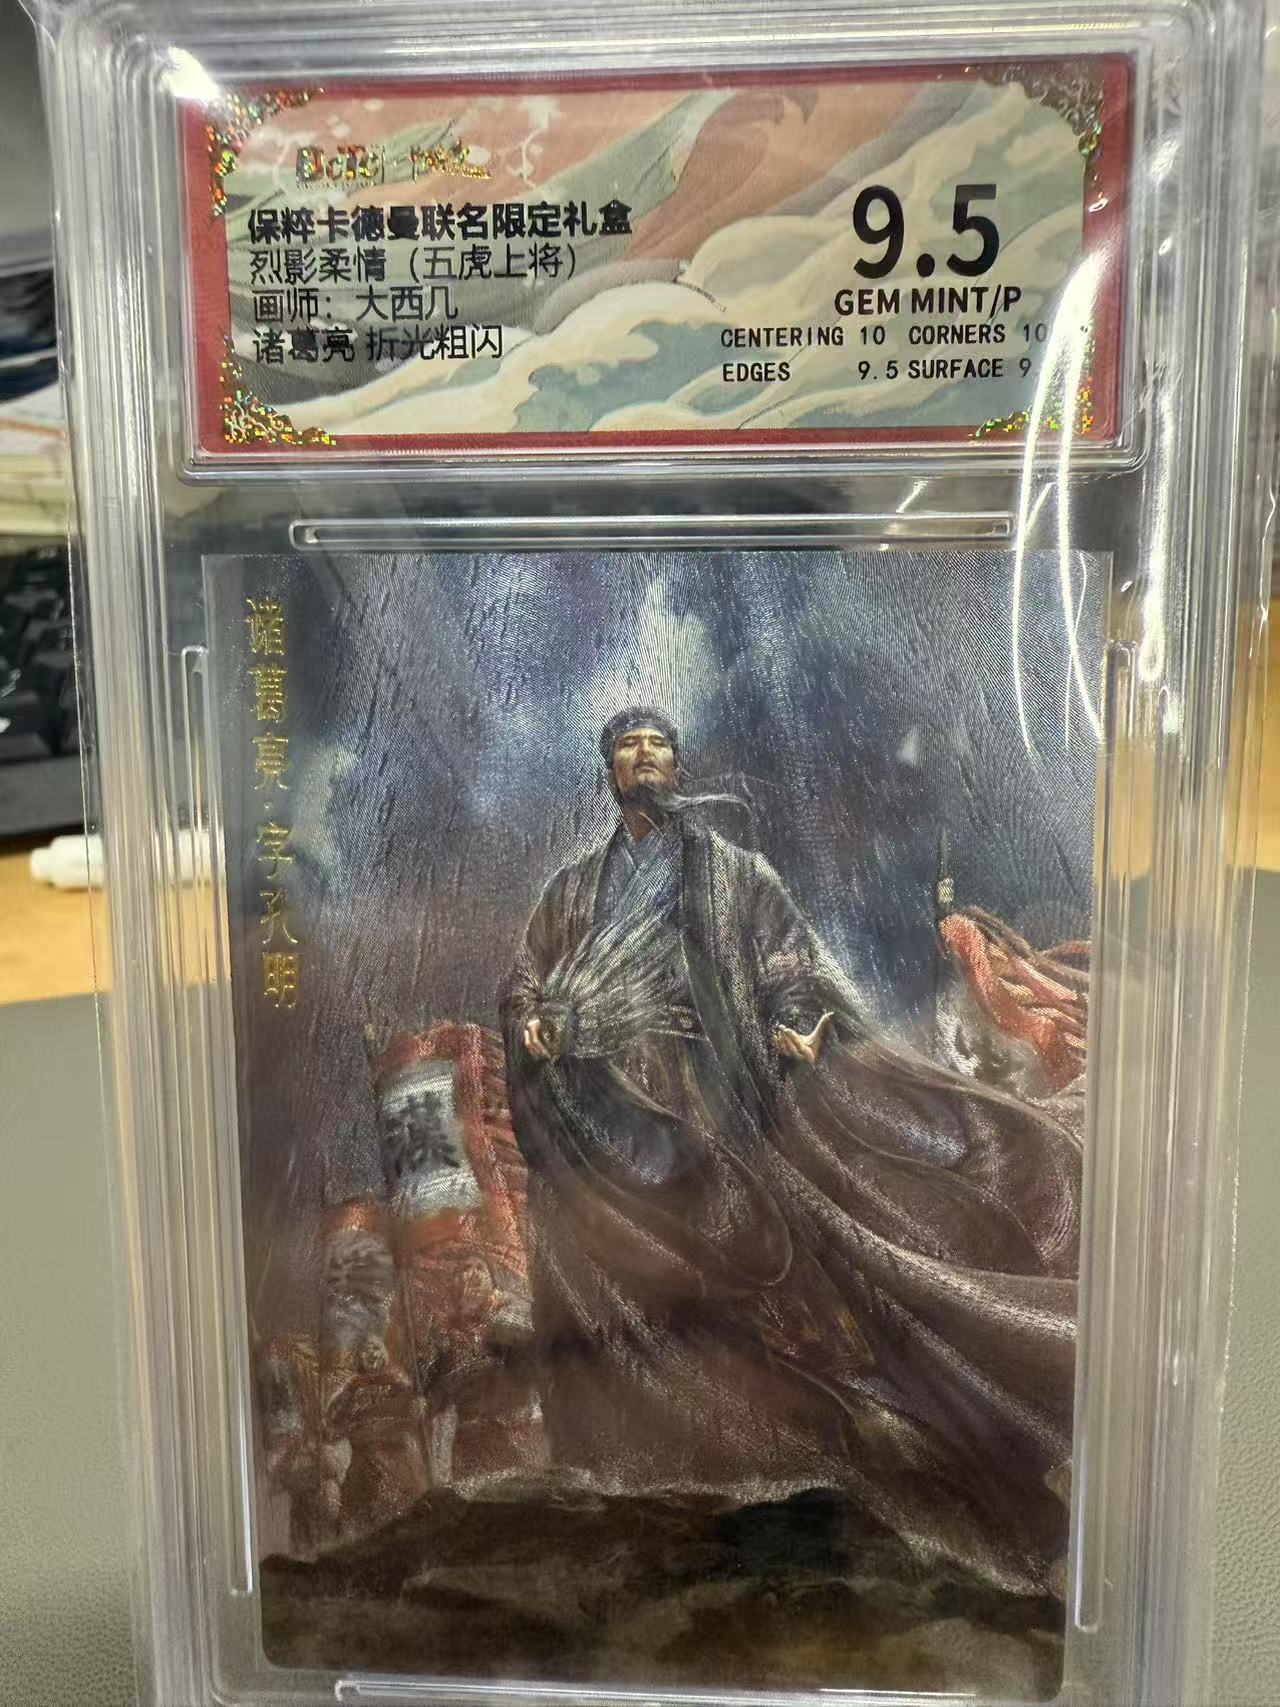 保粹卡德曼联名限定礼盒
烈影柔情（五虎上将）
画师：大西几
诸葛亮 折光粗闪
9.5
GEM MINT/P
CENTERING 10 CORNERS 10
EDGES 9.5 SURFACE 9.
诸葛亮·字孔明
漢